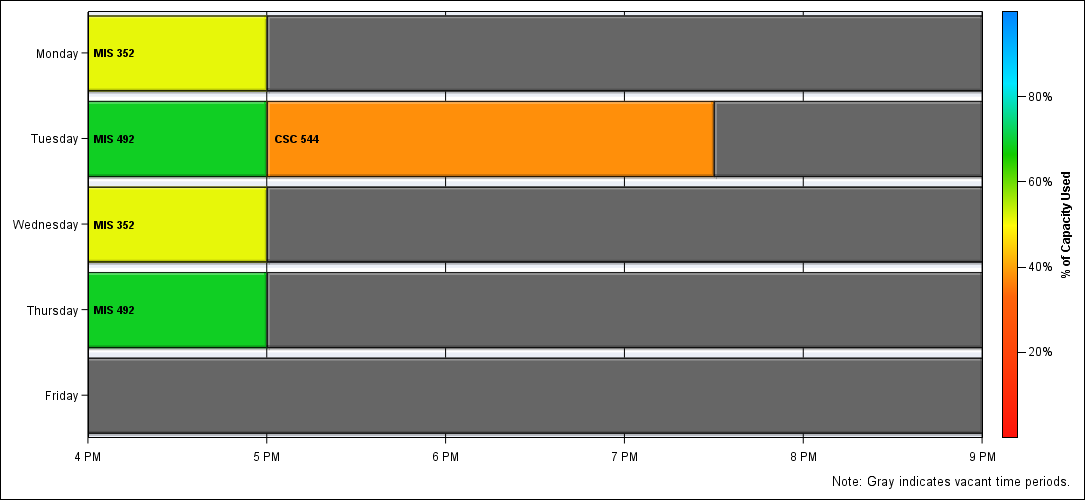 Monday
MIS 352
Tuesday
MIS 492
CSC 544
Wednesday
MIS 352
Thursday
MIS 492
Friday
4 PM
5 PM
6 PM
7 PM
8 PM
9 PM
80%
60%
40%
20%
% of Capacity Used
Note: Gray indicates vacant time periods.